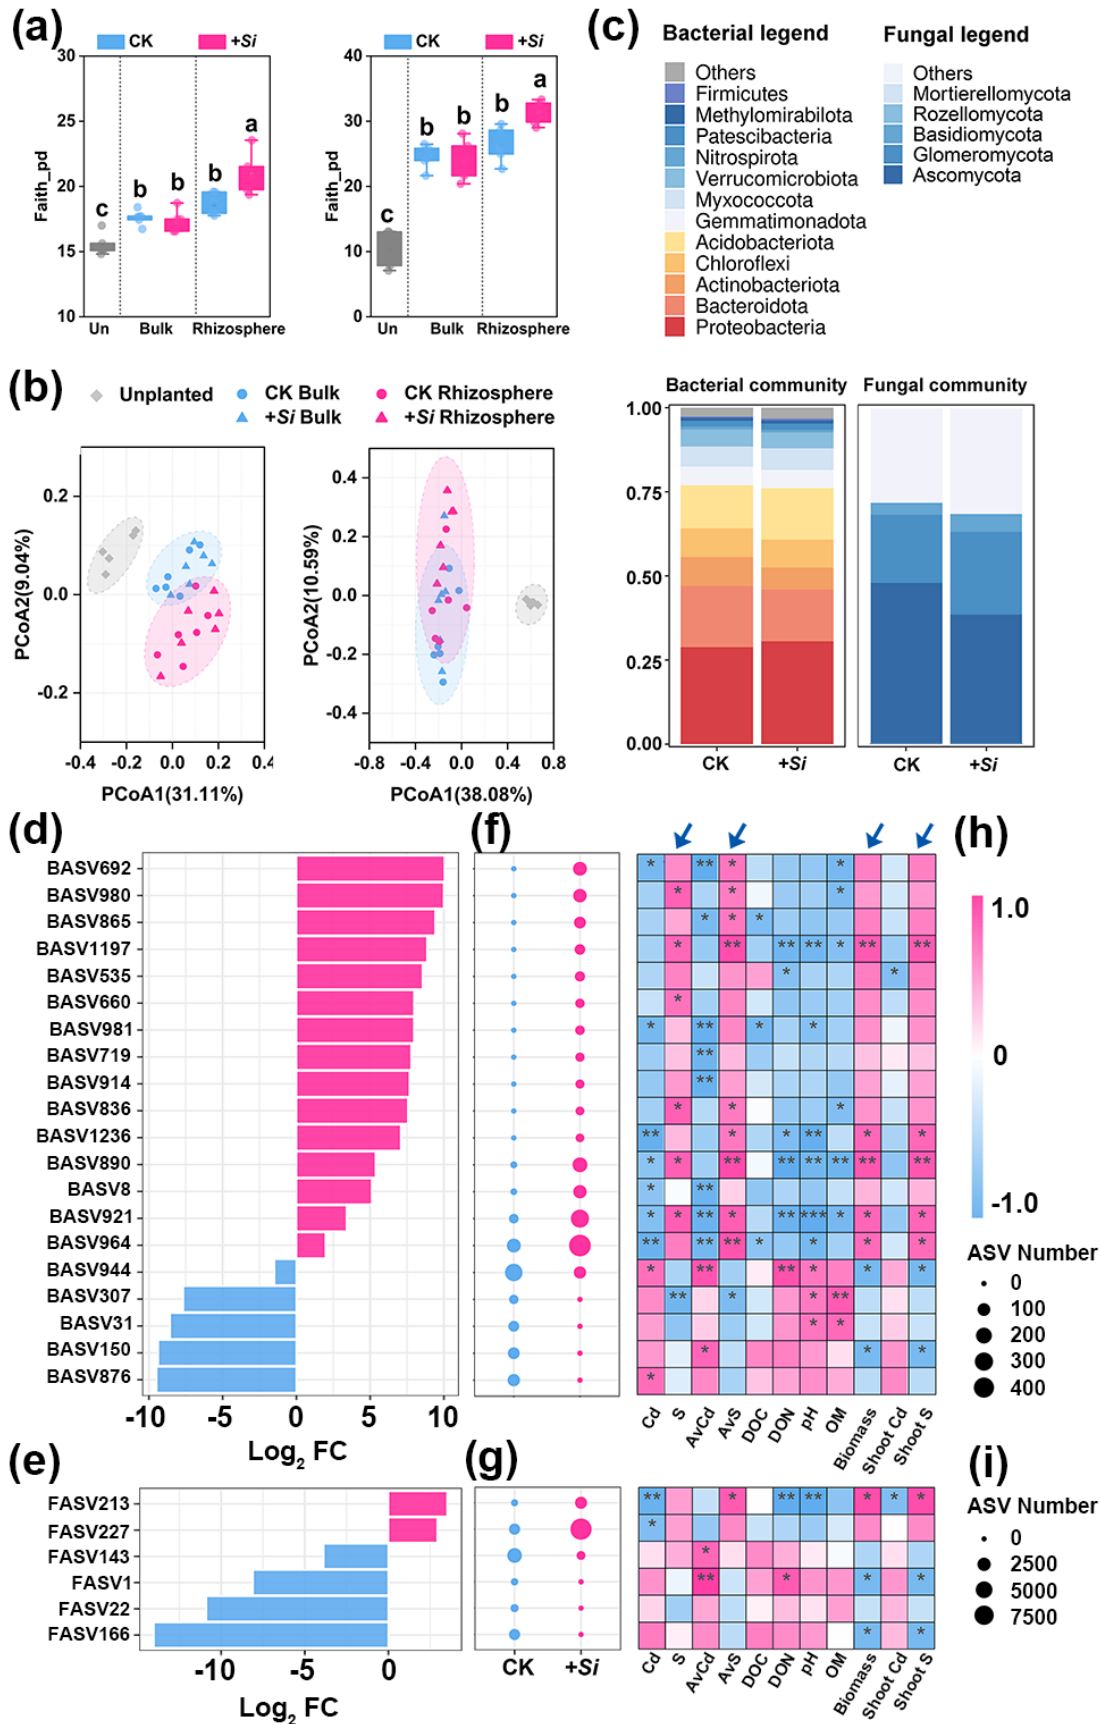 (a)
CK
+Si
CK
+Si
Faith_pd
30
25
20
15
10
c
b
b
b
a
Un
Bulk
Rhizosphere
Faith_pd
40
30
20
10
0
c
b
b
b
a
Un
Bulk
Rhizosphere
(c)
Bacterial legend
Others
Firmicutes
Methylomirabilota
Patescibacteria
Nitrospirota
Verrucomicrobiota
Myxococcota
Gemmatimonadota
Acidobacteriota
Chloroflexi
Actinobacteriota
Bacteroidota
Proteobacteria
Fungal legend
Others
Mortierellomycota
Rozellomycota
Basidiomycota
Glomeromycota
Ascomycota
Bacterial community
Fungal community
1.00
0.75
0.50
0.25
0.00
CK
+Si
CK
+Si
(b)
Unplanted
CK Bulk
CK Rhizosphere
+Si Bulk
+Si Rhizosphere
PCoA2(9.04%)
0.2
0.0
-0.2
-0.4
-0.2
0.0
0.2
0.4
PCoA1(31.11%)
PCoA2(10.59%)
0.4
0.2
0.0
-0.2
-0.4
-0.8
-0.4
0.0
0.4
0.8
PCoA1(38.08%)
(d)
BASV692
BASV980
BASV865
BASV1197
BASV535
BASV660
BASV981
BASV719
BASV914
BASV836
BASV1236
BASV890
BASV8
BASV921
BASV964
BASV944
BASV307
BASV31
BASV150
BASV876
-10
-5
0
5
10
Log2 FC
(f)
(h)
* ** * *
* * *
* * *
* ** ** ** * ** **
* *
*
* ** * *
**
**
* * *
** * * ** * *
* * ** ** ** ** ** **
* **
* * ** * ** *** * * *
** ** ** * * * *
* ** ** * * *
** * * **
* *
* * *
*
Cd
S
AvCd
AvS
DOC
DON
pH
OM
Biomass
Shoot Cd
Shoot S
1.0
0
-1.0
ASV Number
0
100
200
300
400
(e)
FASV213
FASV227
FASV143
FASV1
FASV22
FASV166
-10
-5
0
Log2 FC
(g)
CK
+Si
** * ** ** * * *
*
*
** * * *
* *
Cd
S
AvCd
AvS
DOC
DON
pH
OM
Biomass
Shoot Cd
Shoot S
(i)
ASV Number
0
2500
5000
7500